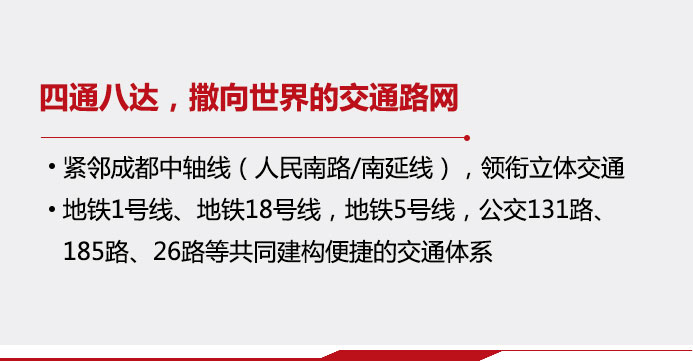 四通八达，撒向世界的交通路网
•紧邻成都中轴线（人民南路/南延线），领衔立体交通
•地铁1号线、地铁18号线，地铁5号线，公交131路、
185路、26路等共同建构便捷的交通体系